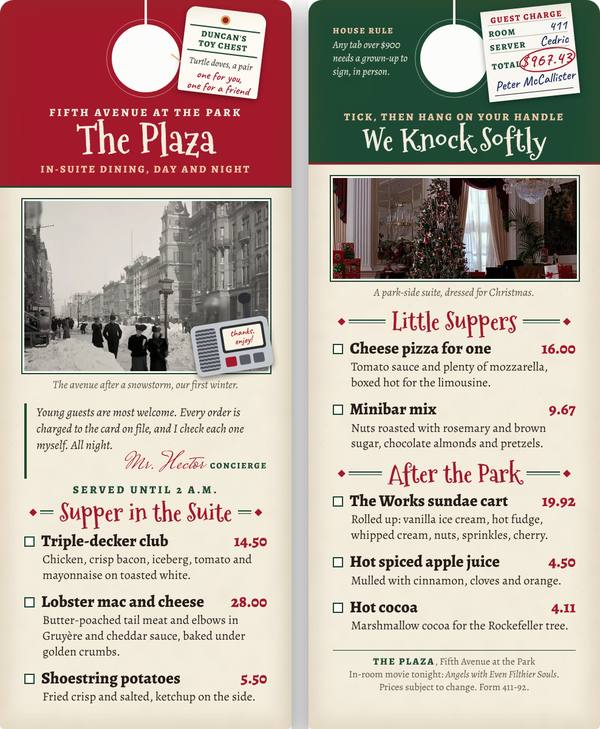 DUNCAN'S
TOY CHEST
Turtle doves, a pair
one for you,
one for a friend
FIFTH AVENUE AT THE PARK
The Plaza
IN-SUITE DINING, DAY AND NIGHT
thanks,
enjoy!
The avenue after a snowstorm, our first winter.
Young guests are most welcome. Every order is
charged to the card on file, and I check each one
myself. All night.
Mr. Hector CONCIERGE
SERVED UNTIL 2 A.M.
Supper in the Suite
Triple-decker club 14.50
Chicken, crisp bacon, iceberg, tomato and
mayonnaise on toasted white.
Lobster mac and cheese 28.00
Butter-poached tail meat and elbows in
Gruyère and cheddar sauce, baked under
golden crumbs.
Shoestring potatoes 5.50
Fried crisp and salted, ketchup on the side.
HOUSE RULE
Any tab over $900
needs a grown-up to
sign, in person.
GUEST CHARGE
ROOM 411
SERVER Cedric
TOTAL $967.43
Peter McCallister
TICK, THEN HANG ON YOUR HANDLE
We Knock Softly
A park-side suite, dressed for Christmas.
Little Suppers
Cheese pizza for one 16.00
Tomato sauce and plenty of mozzarella,
boxed hot for the limousine.
Minibar mix 9.67
Nuts roasted with rosemary and brown
sugar, chocolate almonds and pretzels.
After the Park
The Works sundae cart 19.92
Rolled up: vanilla ice cream, hot fudge,
whipped cream, nuts, sprinkles, cherry.
Hot spiced apple juice 4.50
Mulled with cinnamon, cloves and orange.
Hot cocoa 4.11
Marshmallow cocoa for the Rockefeller tree.
THE PLAZA, Fifth Avenue at the Park
In-room movie tonight: Angels with Even Filthier Souls.
Prices subject to change. Form 411-92.